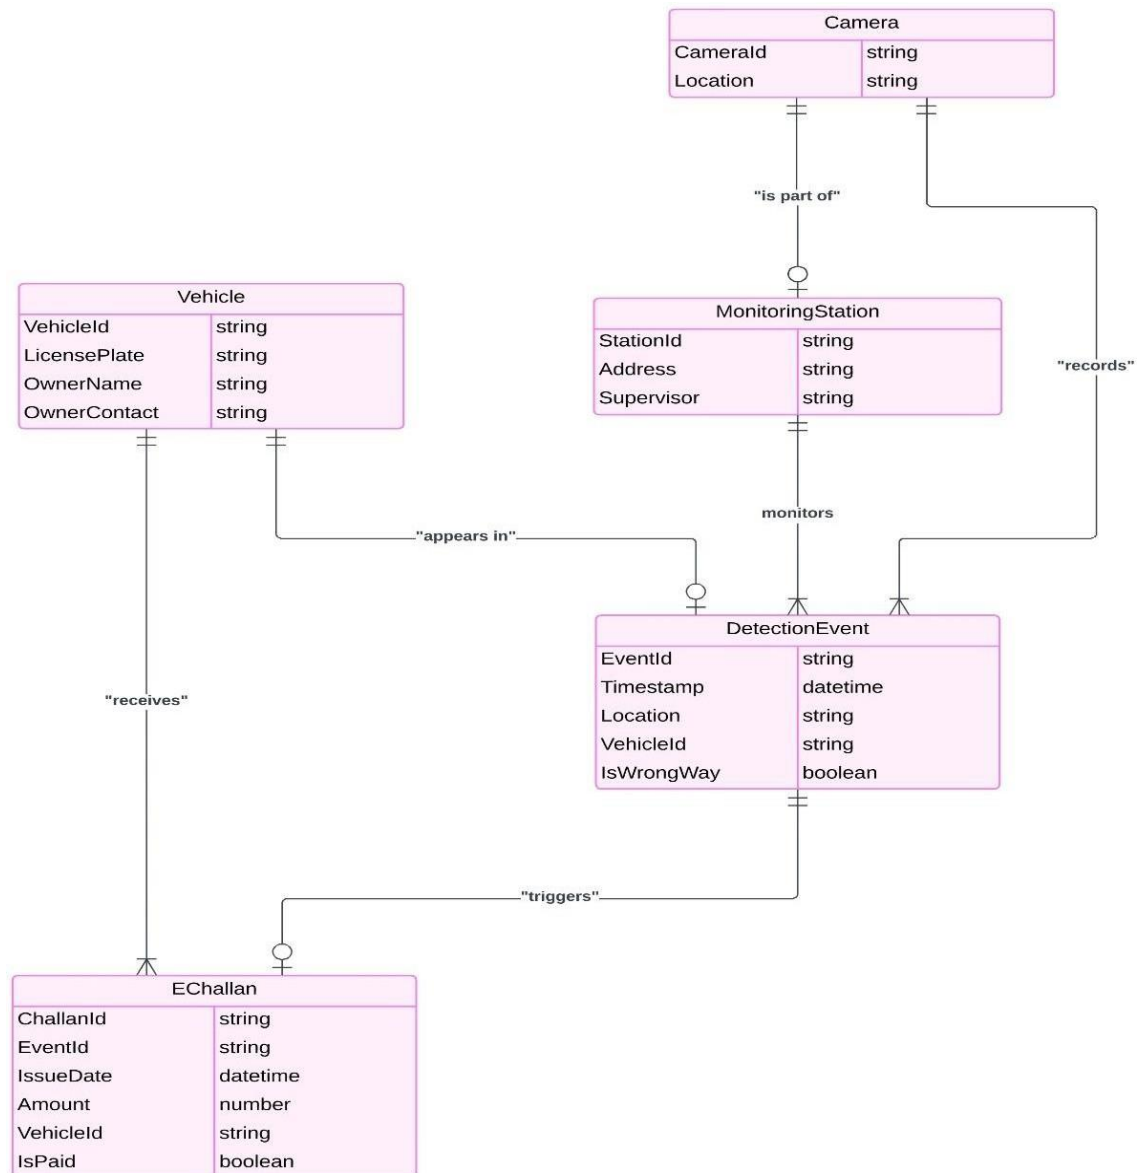 Camera
CameraId string
Location string
"is part of"
Vehicle
VehicleId string
LicensePlate string
OwnerName string
OwnerContact string
MonitoringStation
StationId string
Address string
Supervisor string
"records"
monitors
"appears in"
DetectionEvent
EventId string
Timestamp datetime
Location string
VehicleId string
IsWrongWay boolean
"receives"
"triggers"
EChallan
ChallanId string
EventId string
IssueDate datetime
Amount number
VehicleId string
IsPaid boolean